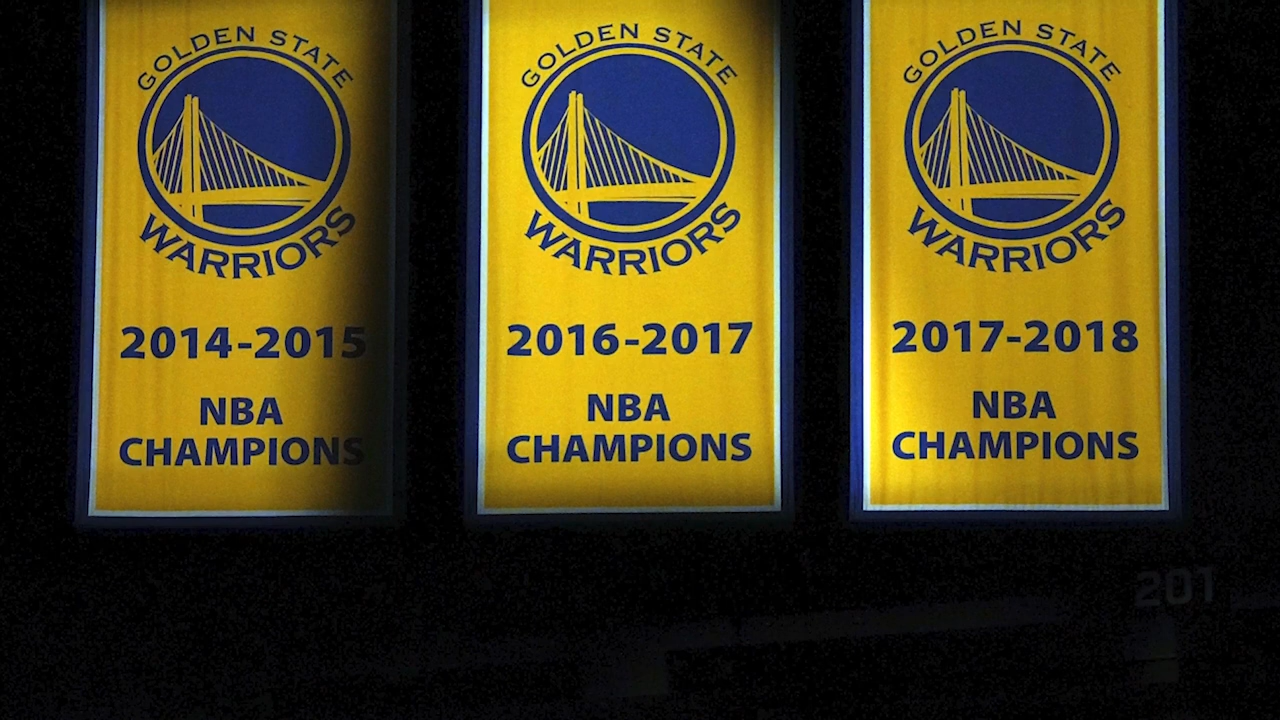 GOLDEN STATE
WARRIORS
2014-2015
NBA
CHAMPIONS
GOLDEN STATE
WARRIORS
2016-2017
NBA
CHAMPIONS
GOLDEN STATE
WARRIORS
2017-2018
NBA
CHAMPIONS
201